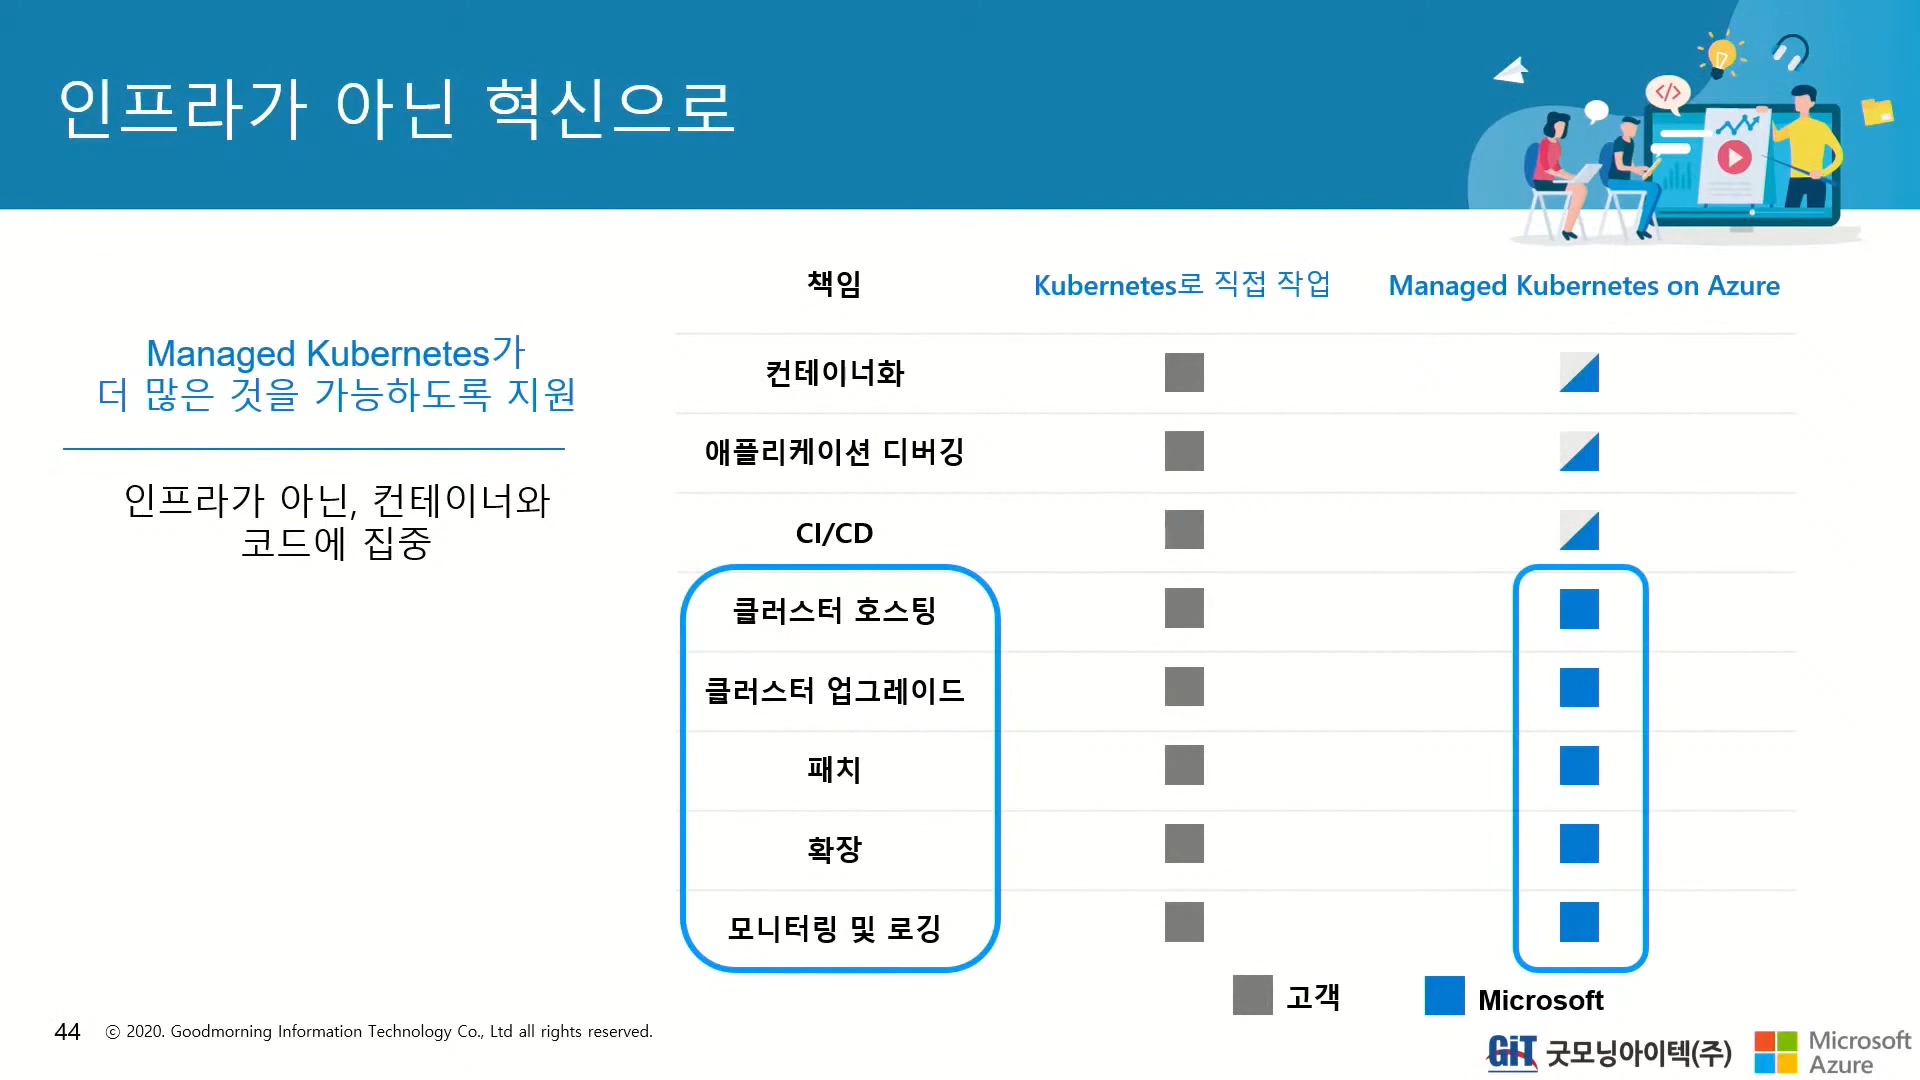 인프라가 아닌 혁신으로
</>
Managed Kubernetes가
더 많은 것을 가능하도록 지원
인프라가 아닌, 컨테이너와
코드에 집중
책임 Kubernetes로 직접 작업 Managed Kubernetes on Azure
컨테이너화
애플리케이션 디버깅
CI/CD
클러스터 호스팅
클러스터 업그레이드
패치
확장
모니터링 및 로깅
고객 Microsoft
44 ⓒ 2020. Goodmorning Information Technology Co., Ltd all rights reserved.
GiT 굿모닝아이텍(주)
Microsoft
Azure